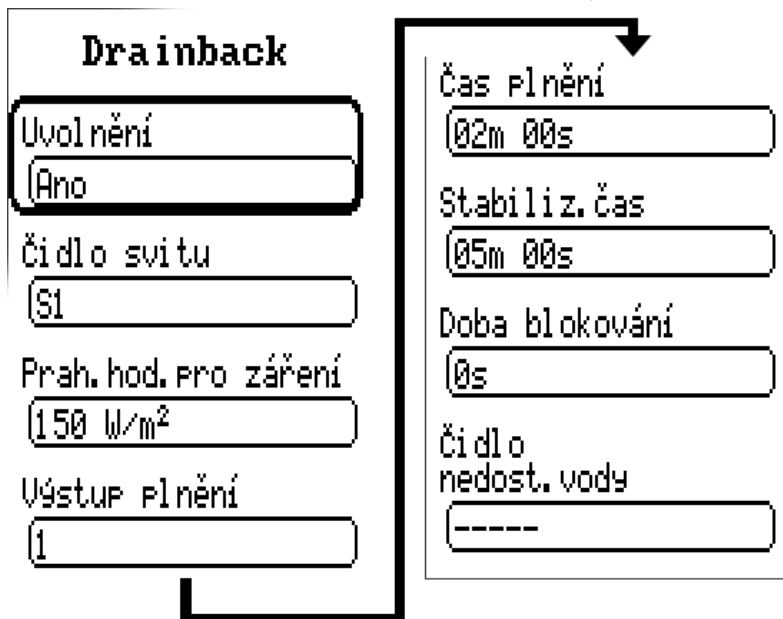 Drainback
Uvolnění
Ano
Čidlo svitu
S1
Prah.hod.pro záření
150 W/m²
Výstup plnění
1
Čas plnění
02m 00s
Stabiliz.čas
05m 00s
Doba blokování
0s
Čidlo
nedost.vody
-----